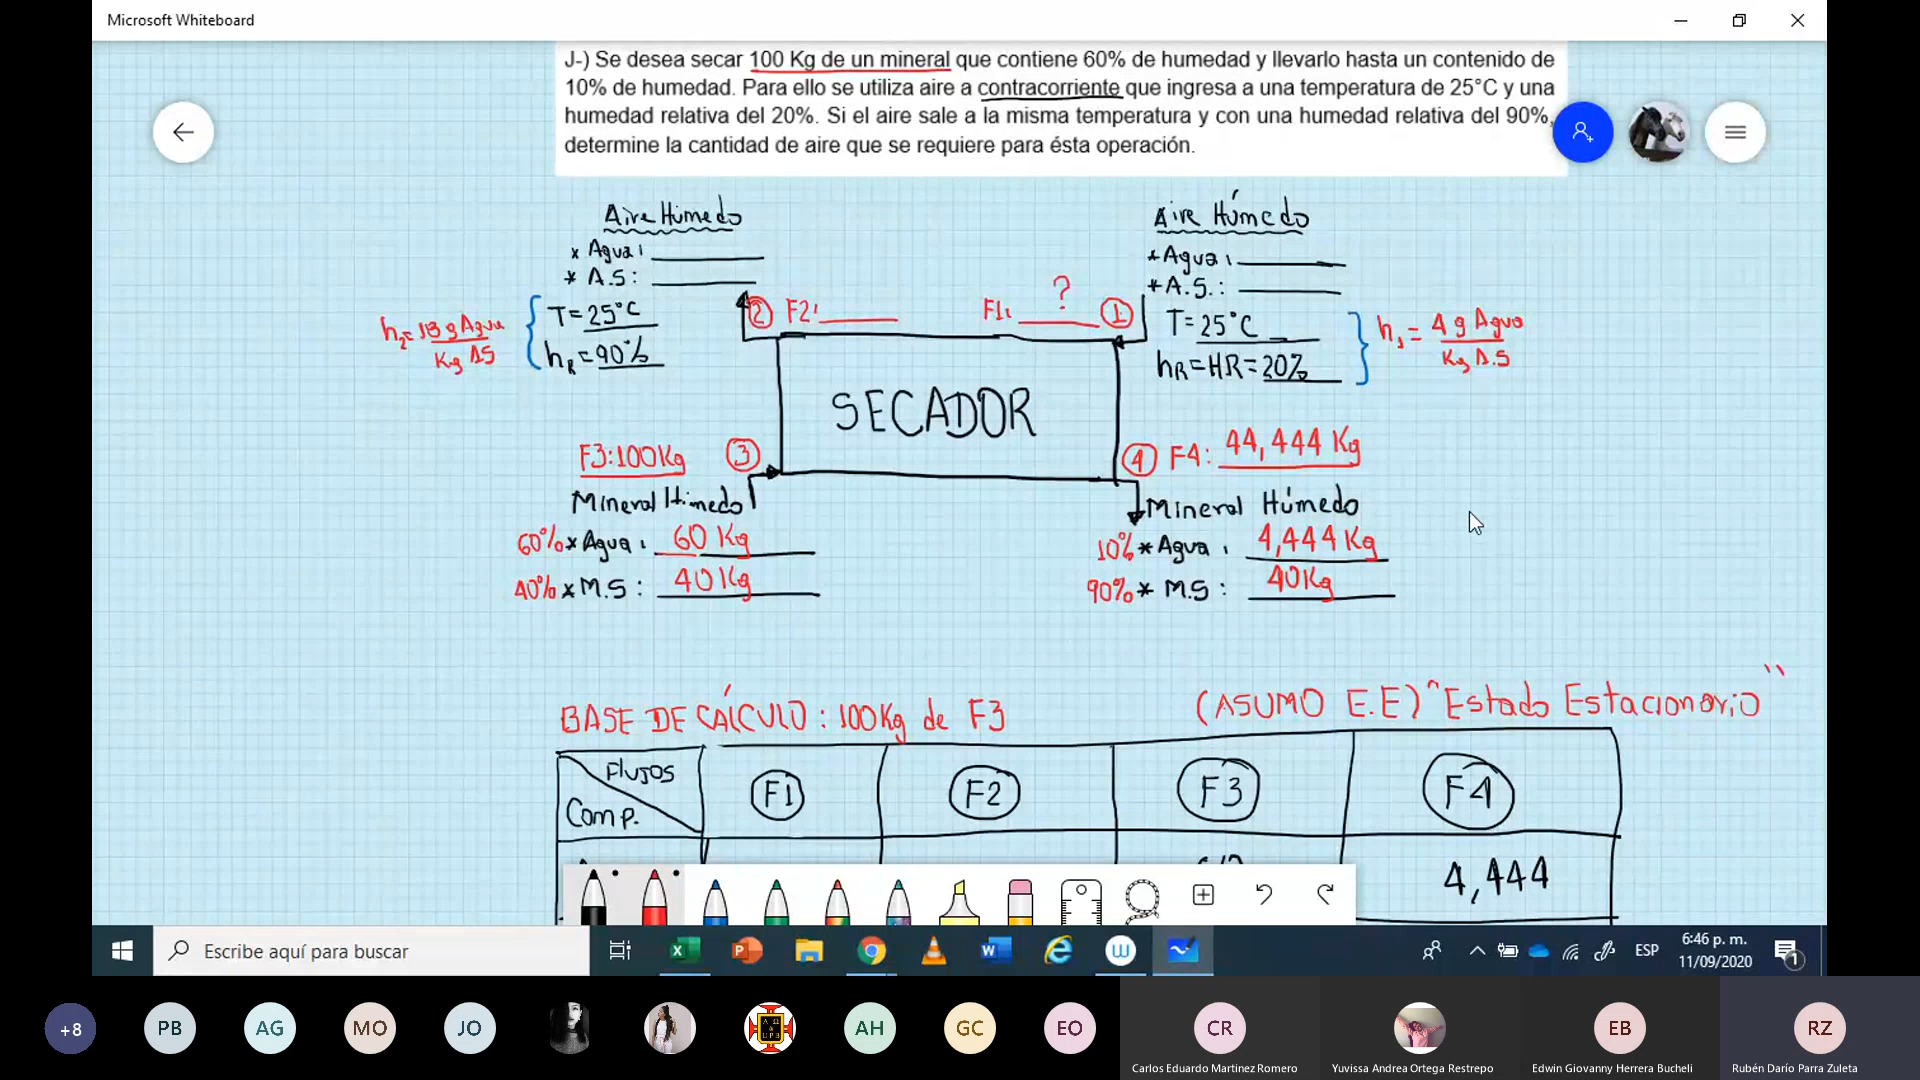 Microsoft Whiteboard
J-) Se desea secar 100 Kg de un mineral que contiene 60% de humedad y llevarlo hasta un contenido de
10% de humedad. Para ello se utiliza aire a contracorriente que ingresa a una temperatura de 25°C y una
humedad relativa del 20%. Si el aire sale a la misma temperatura y con una humedad relativa del 90%,
determine la cantidad de aire que se requiere para ésta operación.
Aire Húmedo
* Agua:
* A.S:
T= 25°C
hR = 90%
h2= 18 g Agua
Kg AS
2 F2:
F1: ? 1
Aire Húmedo
* Agua:
* A.S.:
T= 25°C
hR = HR = 20%
h1 = 4 g Agua
Kg A.S
SECADOR
F3: 100 Kg 3
Mineral Húmedo
60% * Agua: 60 Kg
40% * M.S: 40 Kg
4 F4: 44,444 Kg
Mineral Húmedo
10% * Agua: 4,444 Kg
90% * M.S: 40 Kg
BASE DE CÁLCULO: 100 Kg de F3
(ASUMO E.E) "Estado Estacionario"
Flujos
Comp.
F1 F2 F3 F4
4,444
Escribe aquí para buscar
ESP
6:46 p. m.
11/09/2020
1
+8
PB
AG
MO
JO
AH
GC
EO
CR
EB
RZ
Carlos Eduardo Martinez Romero
Yuvissa Andrea Ortega Restrepo
Edwin Giovanny Herrera Bucheli
Rubén Darío Parra Zuleta